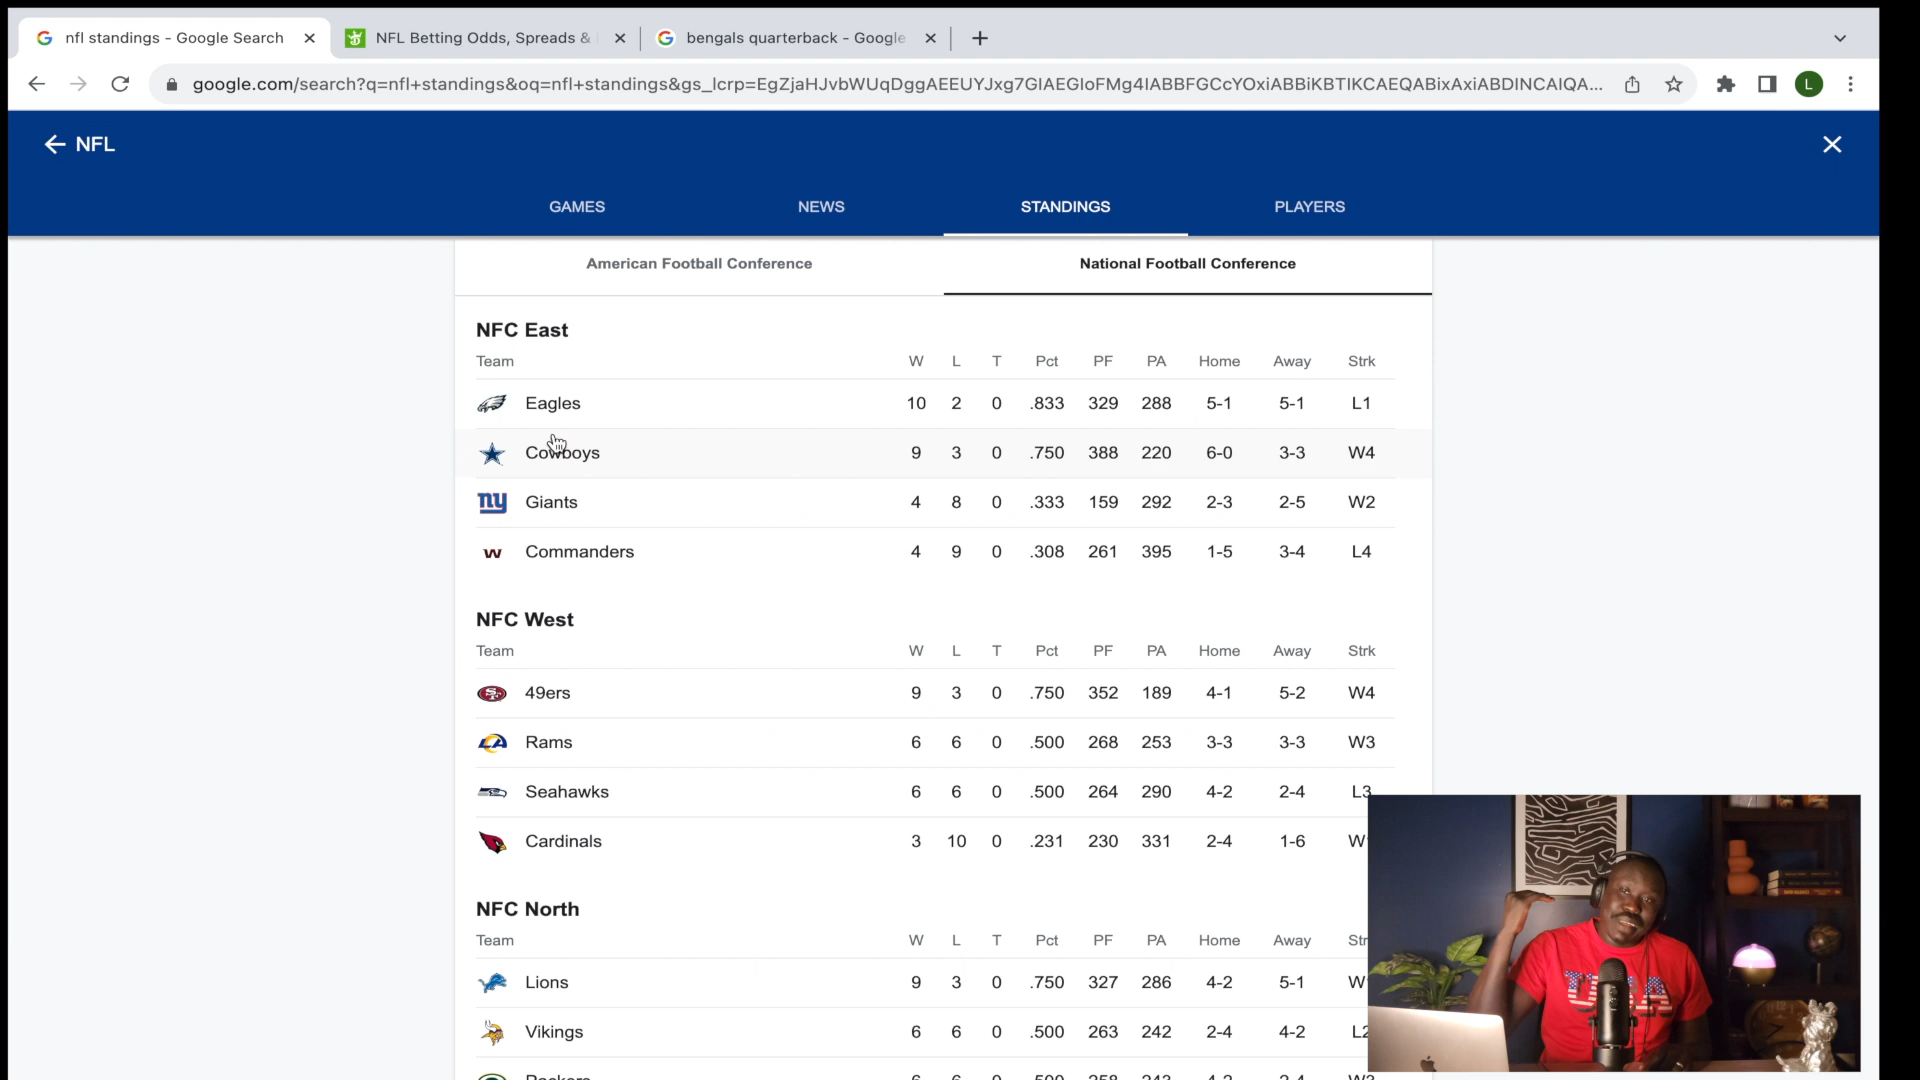 nfl standings - Google Search
NFL Betting Odds, Spreads &
bengals quarterback - Google
google.com/search?q=nfl+standings&oq=nfl+standings&gs_lcrp=EgZjaHJvbWUqDggAEEUYJxg7GIAEGIoFMg4IABBFGCcYOxiABBiKBTIKCAEQABixAxiABDINCAIQA...
L
NFL
GAMES NEWS STANDINGS PLAYERS
American Football Conference National Football Conference
NFC East
Team W L T Pct PF PA Home Away Strk
Eagles 10 2 0 .833 329 288 5-1 5-1 L1
Cowboys 9 3 0 .750 388 220 6-0 3-3 W4
ny Giants 4 8 0 .333 159 292 2-3 2-5 W2
W Commanders 4 9 0 .308 261 395 1-5 3-4 L4
NFC West
Team W L T Pct PF PA Home Away Strk
SF 49ers 9 3 0 .750 352 189 4-1 5-2 W4
LA Rams 6 6 0 .500 268 253 3-3 3-3 W3
Seahawks 6 6 0 .500 264 290 4-2 2-4 L3
Cardinals 3 10 0 .231 230 331 2-4 1-6 W
NFC North
Team W L T Pct PF PA Home Away Str
Lions 9 3 0 .750 327 286 4-2 5-1 W
Vikings 6 6 0 .500 263 242 2-4 4-2 L2
USA